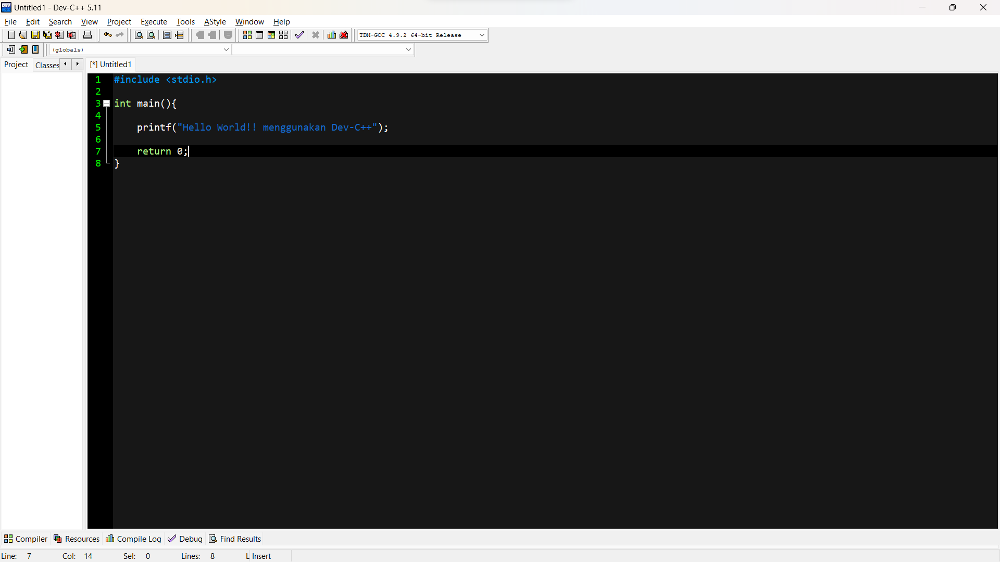 Untitled1 - Dev-C++ 5.11
File Edit Search View Project Execute Tools AStyle Window Help
TDM-GCC 4.9.2 64-bit Release
(globals)
Project Classes [*] Untitled1
1 #include <stdio.h>
2
3 int main(){
4
5 printf("Hello World!! menggunakan Dev-C++");
6
7 return 0;
8 }
Compiler Resources Compile Log Debug Find Results
Line: 7 Col: 14 Sel: 0 Lines: 8 L Insert